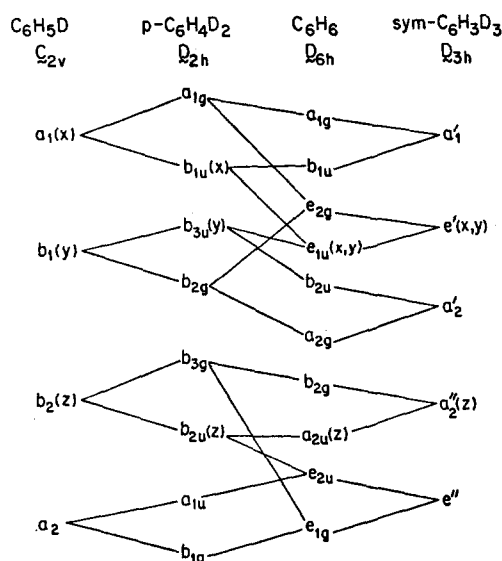 C₆H₅D p-C₆H₄D₂ C₆H₆ sym-C₆H₃D₃
C₂ᵥ D₂ₕ D₆ₕ D₃ₕ
a₁g
a₁g
a₁(x) a₁′
b₁u(x) b₁u
e₂g
b₃u(y) e′(x,y)
e₁u(x,y)
b₁(y)
b₂g b₂u
a₂′
a₂g
b₃g
b₂g
b₂(z) a₂″(z)
b₂u(z) a₂u(z)
e₂u
a₁u e″
a₂ e₁g
b₁g